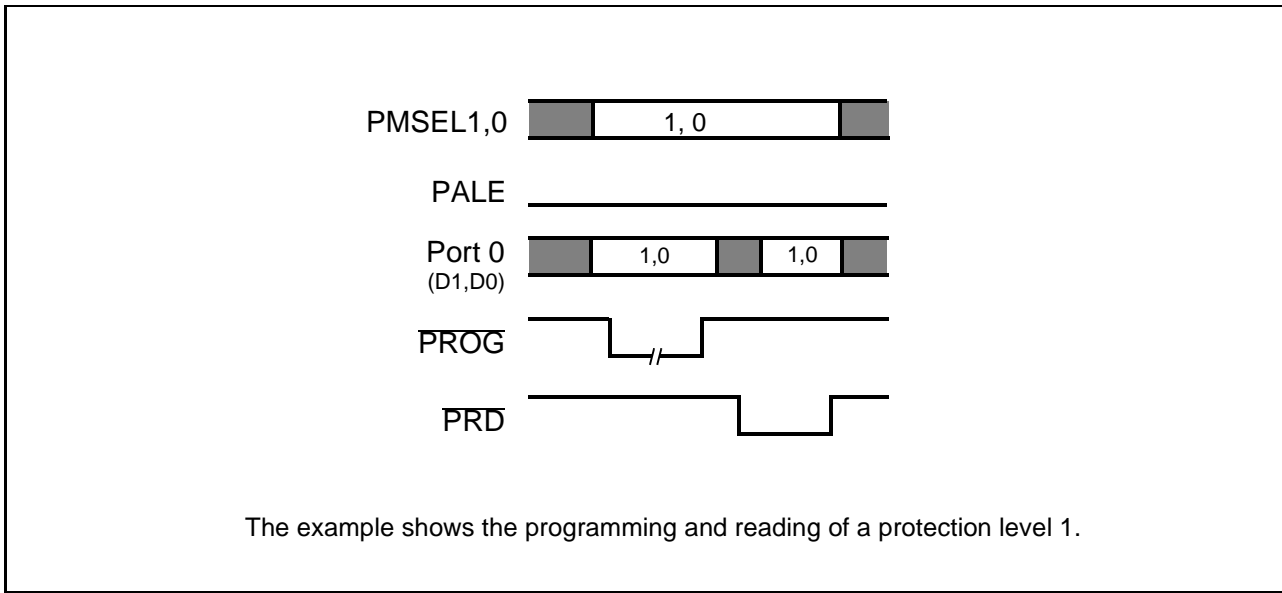 PMSEL1,0
1, 0
PALE
Port 0
(D1,D0)
1,0
1,0
PROG
//
PRD
The example shows the programming and reading of a protection level 1.